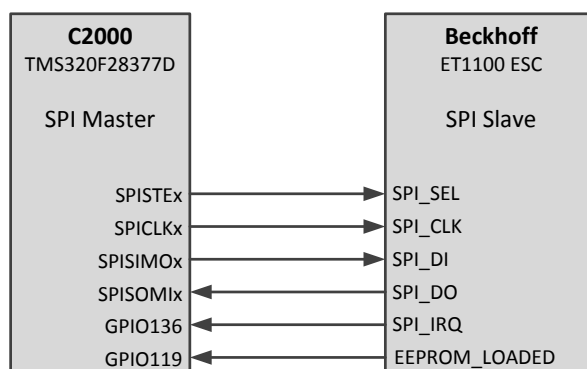 C2000
TMS320F28377D
SPI Master
SPISTEx
SPICLKx
SPISIMOx
SPISOMIx
GPIO136
GPIO119
Beckhoff
ET1100 ESC
SPI Slave
SPI_SEL
SPI_CLK
SPI_DI
SPI_DO
SPI_IRQ
EEPROM_LOADED